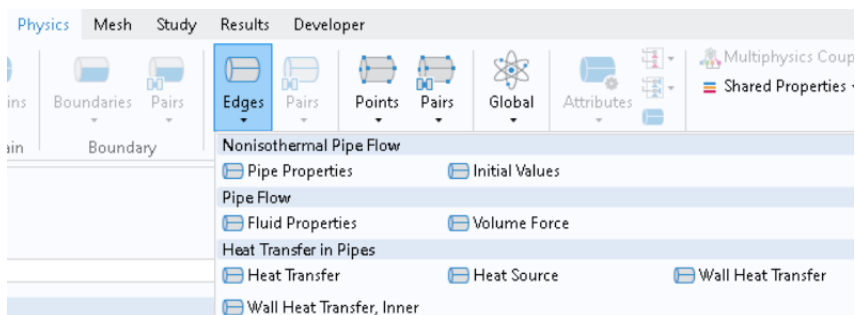 Physics Mesh Study Results Developer
Multiphysics Coup
Shared Properties
ins Boundaries Pairs Edges Pairs Points Pairs Global Attributes
ain Boundary
Nonisothermal Pipe Flow
Pipe Properties Initial Values
Pipe Flow
Fluid Properties Volume Force
Heat Transfer in Pipes
Heat Transfer Heat Source Wall Heat Transfer
Wall Heat Transfer, Inner